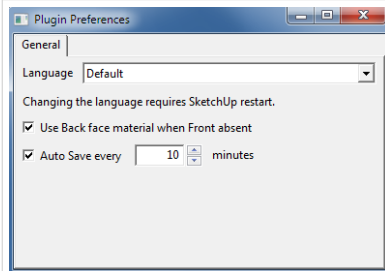 Plugin Preferences
General
Language Default
Changing the language requires SketchUp restart.
Use Back face material when Front absent
Auto Save every 10 minutes